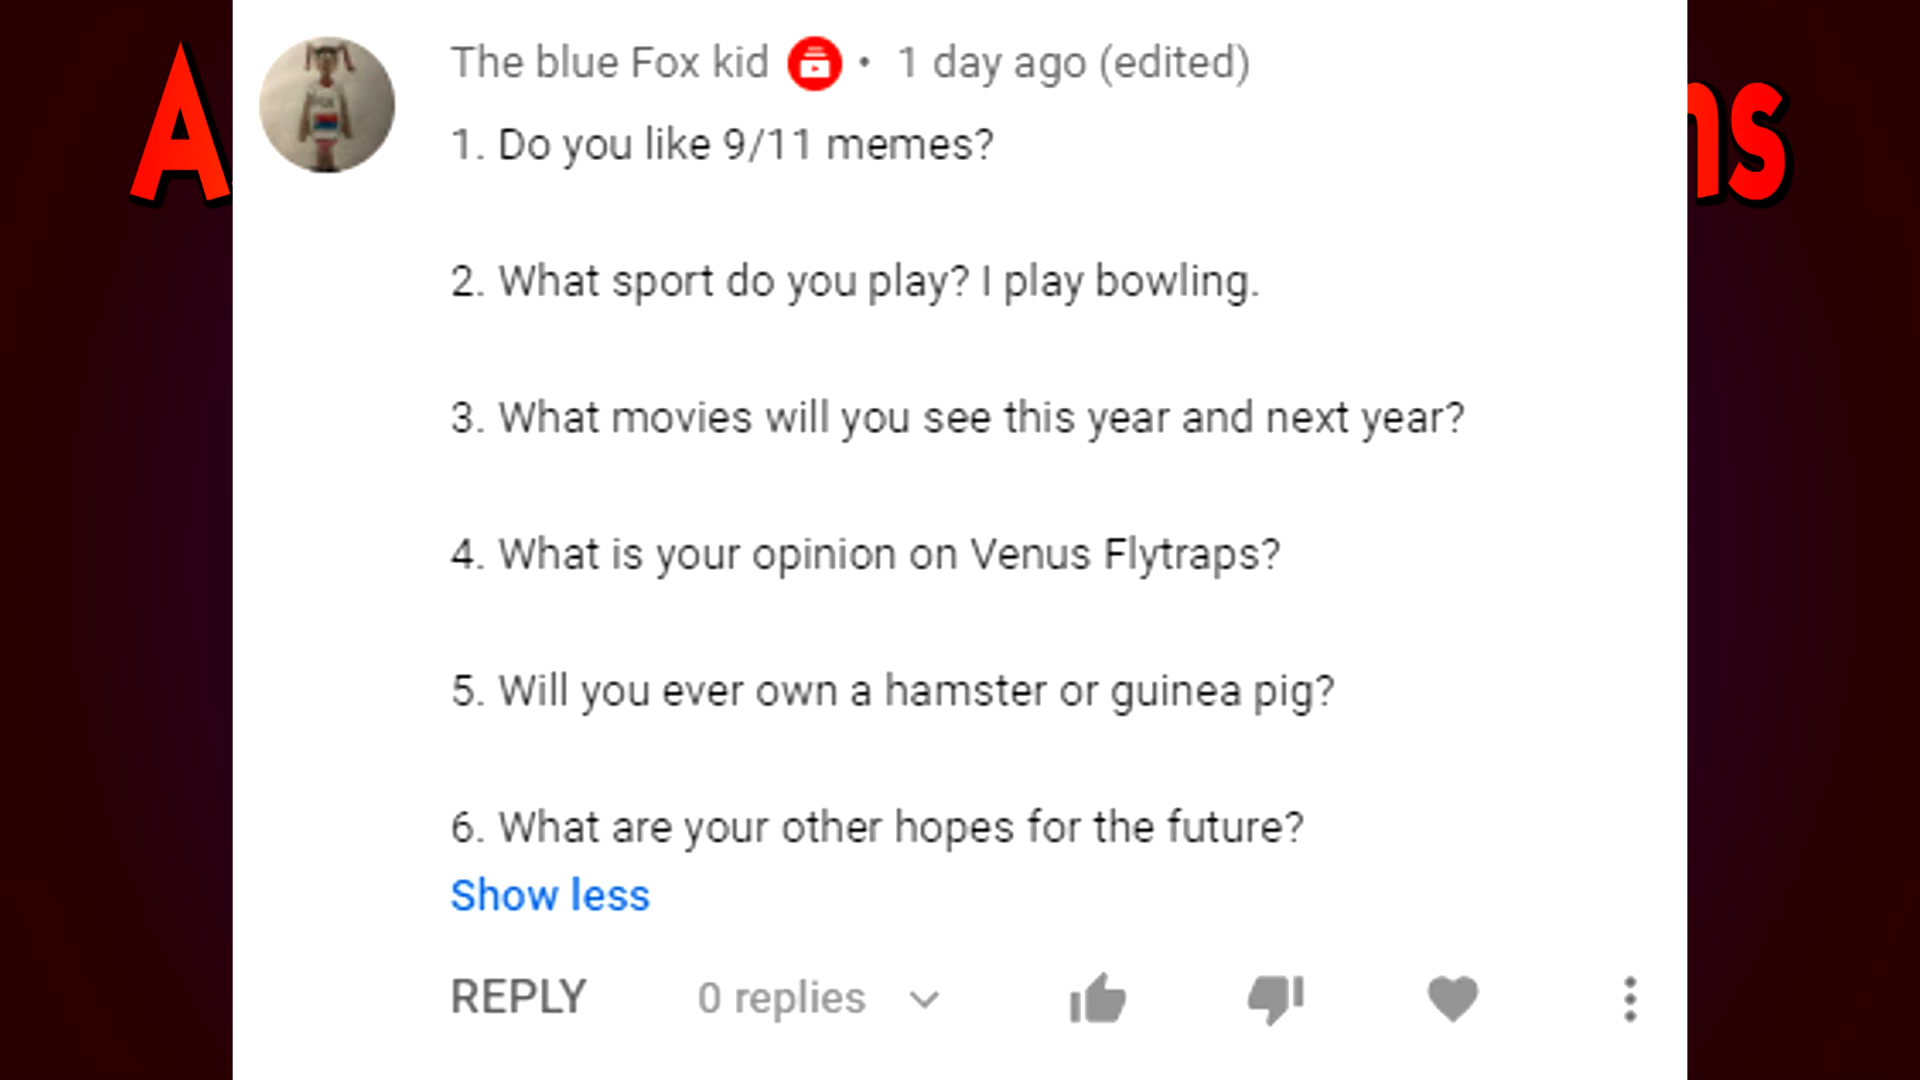 A
ns
The blue Fox kid • 1 day ago (edited)
1. Do you like 9/11 memes?
2. What sport do you play? I play bowling.
3. What movies will you see this year and next year?
4. What is your opinion on Venus Flytraps?
5. Will you ever own a hamster or guinea pig?
6. What are your other hopes for the future?
Show less
REPLY 0 replies